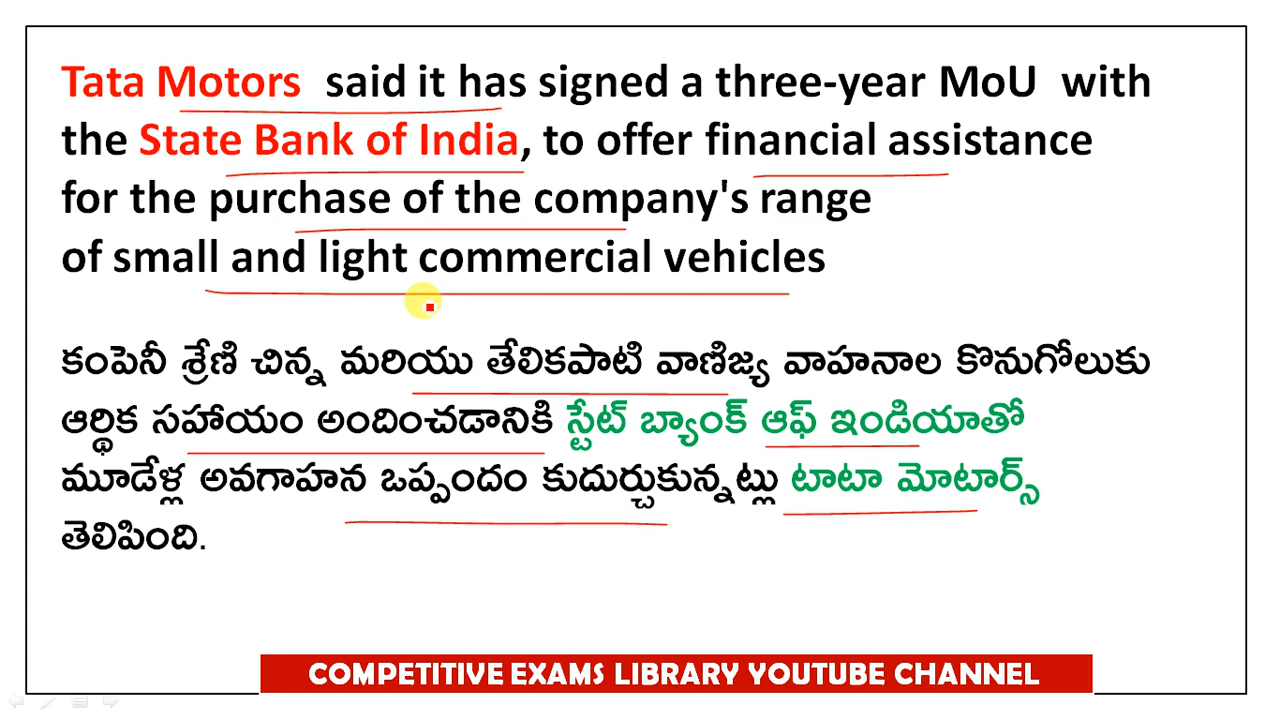 Tata Motors said it has signed a three-year MoU with
the State Bank of India, to offer financial assistance
for the purchase of the company's range
of small and light commercial vehicles
కంపెనీ శ్రేణి చిన్న మరియు తేలికపాటి వాణిజ్య వాహనాల కొనుగోలుకు
ఆర్థిక సహాయం అందించడానికి స్టేట్ బ్యాంక్ ఆఫ్ ఇండియాతో
మూడేళ్ల అవగాహన ఒప్పందం కుదుర్చుకున్నట్లు టాటా మోటార్స్
తెలిపింది.
COMPETITIVE EXAMS LIBRARY YOUTUBE CHANNEL